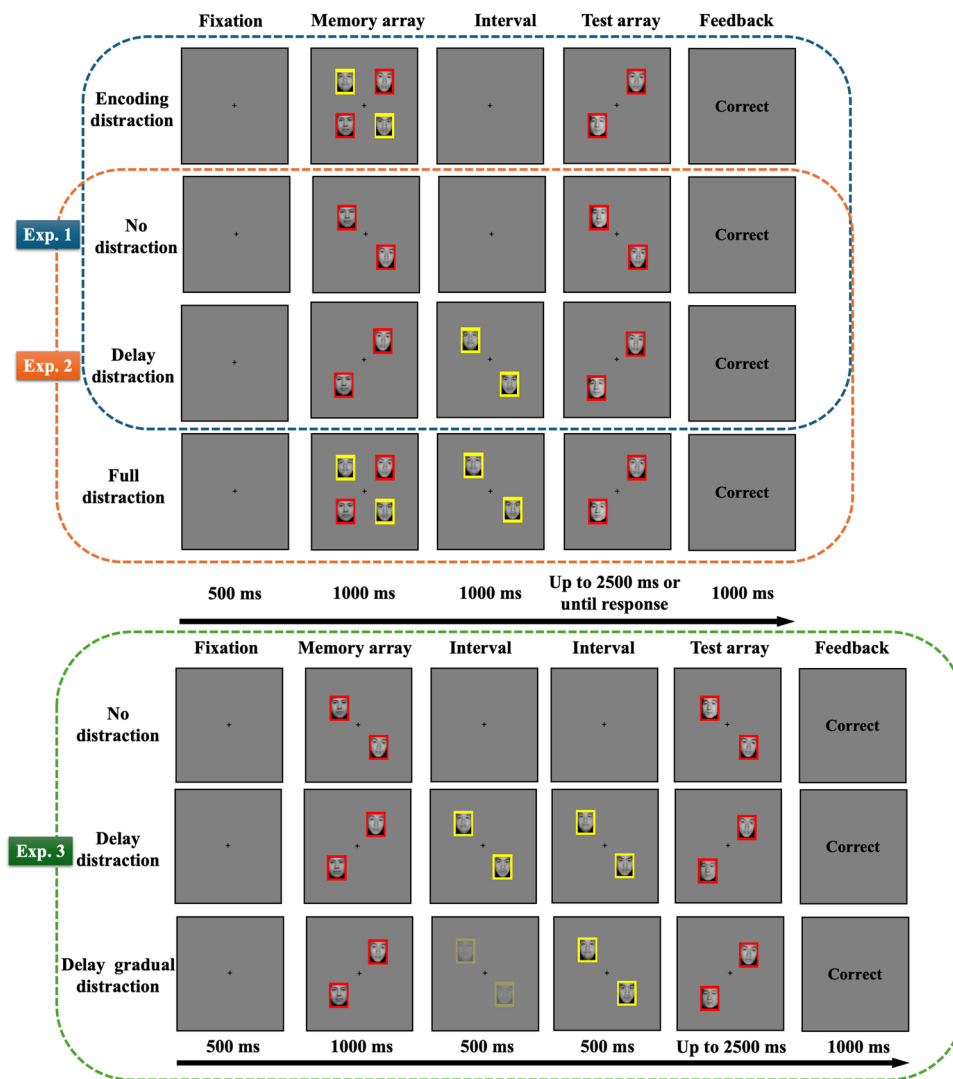 Fixation Memory array Interval Test array Feedback
Encoding
distraction
Correct
No
distraction
Correct
Exp. 1
Delay
distraction
Correct
Exp. 2
Full
distraction
Correct
500 ms 1000 ms 1000 ms Up to 2500 ms or
until response 1000 ms
Fixation Memory array Interval Interval Test array Feedback
No
distraction
Correct
Delay
distraction
Correct
Exp. 3
Delay gradual
distraction
Correct
500 ms 1000 ms 500 ms 500 ms Up to 2500 ms 1000 ms